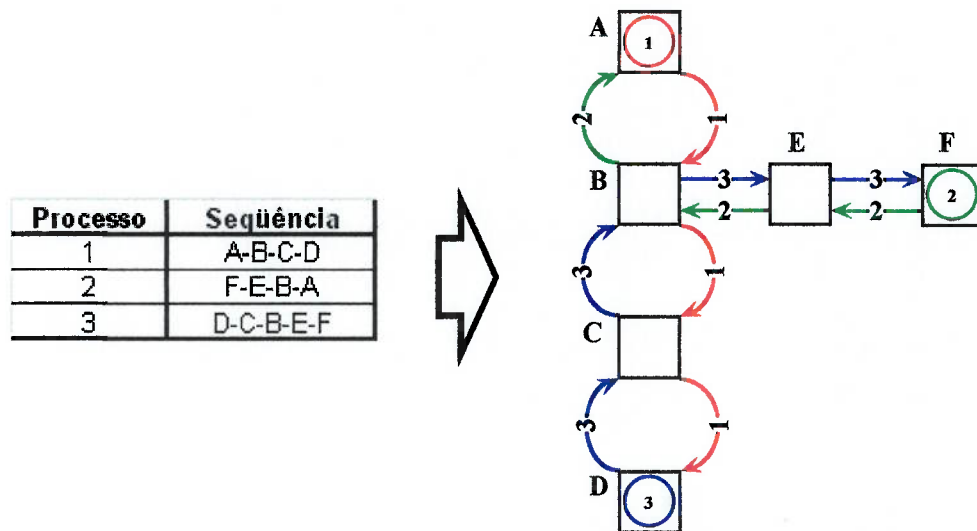 Processo Seqüência
1 A-B-C-D
2 F-E-B-A
3 D-C-B-E-F
A 1
2 1
E F
B 3 3
2 2 2
3 1
C
3 1
D 3